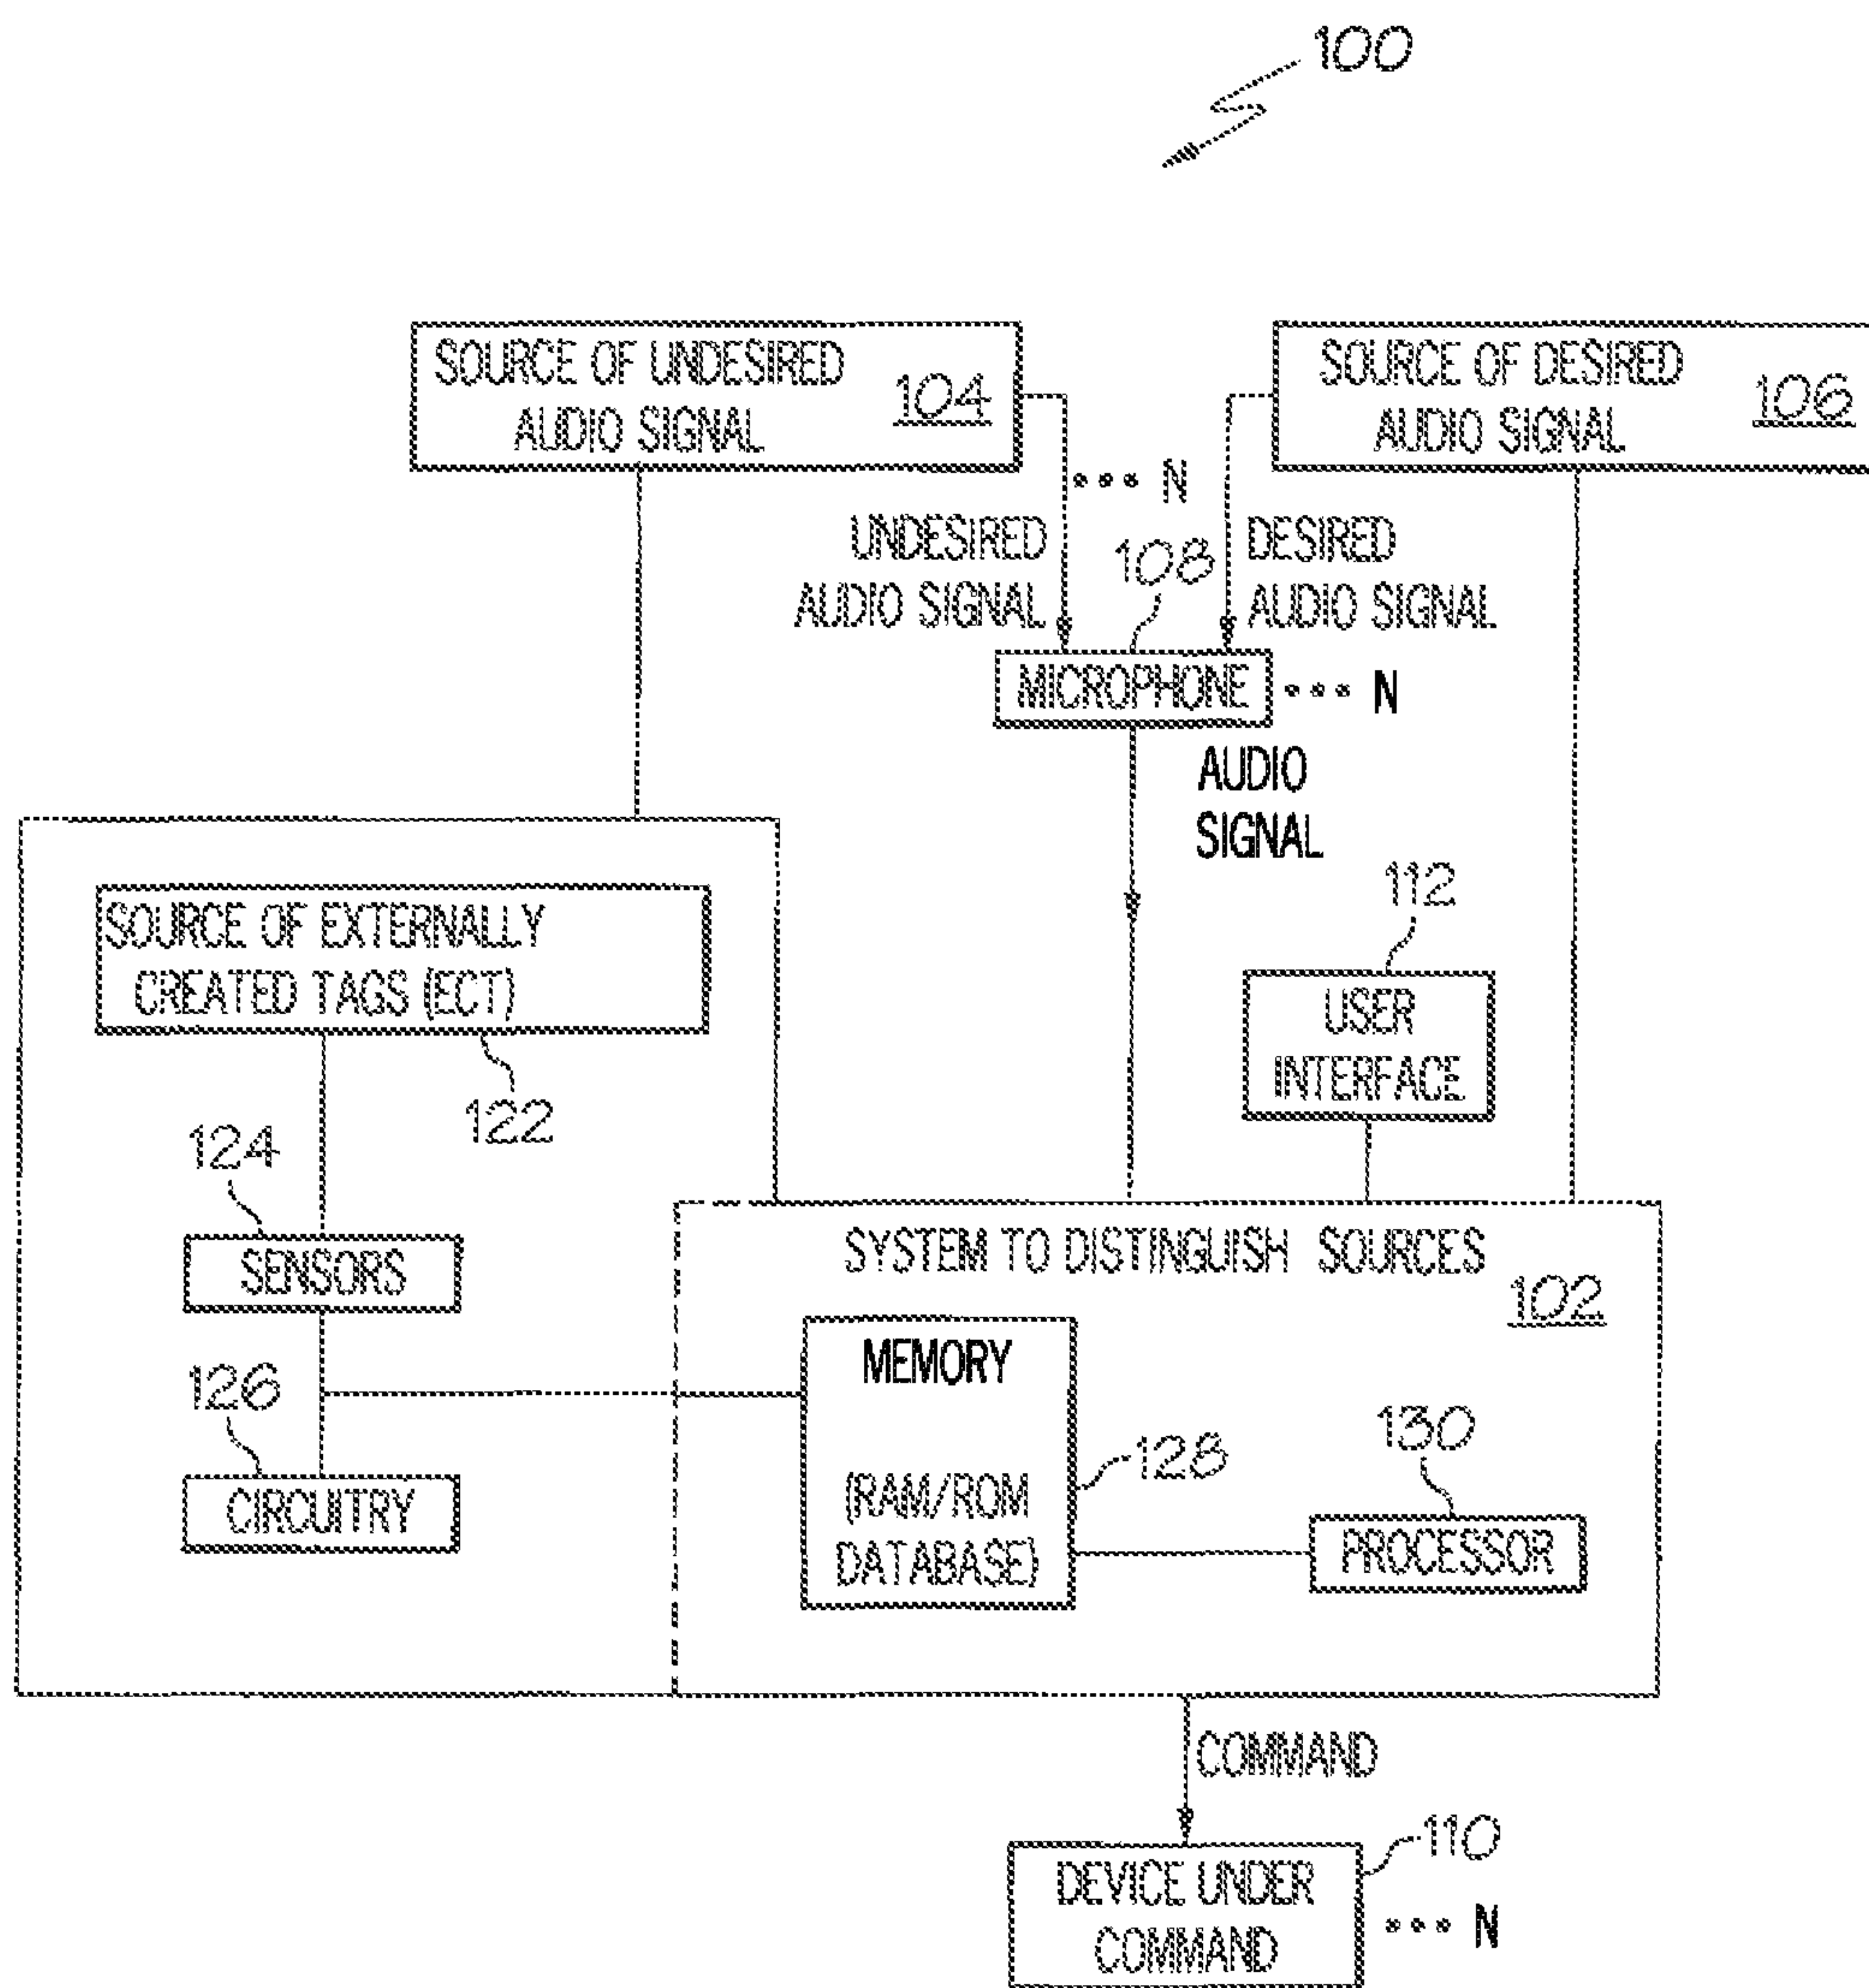 100
SOURCE OF UNDESIRED
AUDIO SIGNAL
104
SOURCE OF DESIRED
AUDIO SIGNAL
106
••• N
UNDESIRED
AUDIO SIGNAL
108
DESIRED
AUDIO SIGNAL
MICROPHONE
••• N
AUDIO
SIGNAL
112
USER
INTERFACE
SOURCE OF EXTERNALLY
CREATED TAGS (ECT)
122
124
SENSORS
126
CIRCUITRY
SYSTEM TO DISTINGUISH SOURCES
102
MEMORY
(RAM/ROM
DATABASE)
128
130
PROCESSOR
COMMAND
110
DEVICE UNDER
COMMAND
••• N